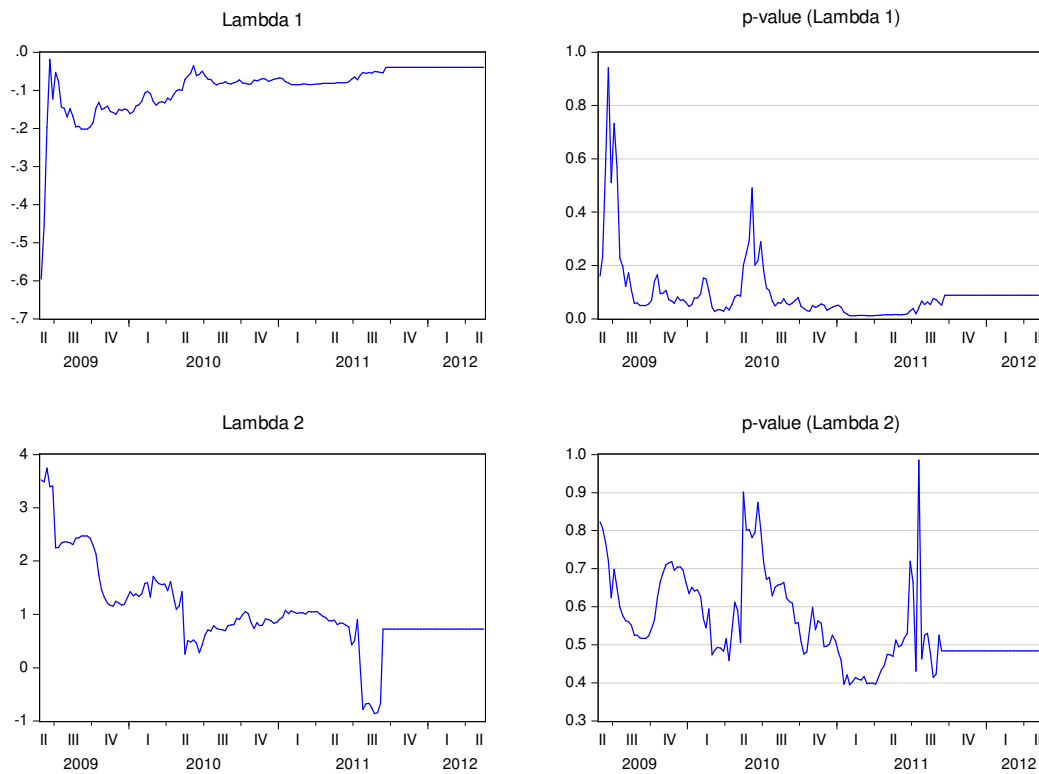 Lambda 1
.0
-.1
-.2
-.3
-.4
-.5
-.6
-.7
II III IV I II III IV I II III IV I II
2009 2010 2011 2012
p-value (Lambda 1)
1.0
0.8
0.6
0.4
0.2
0.0
II III IV I II III IV I II III IV I II
2009 2010 2011 2012
Lambda 2
4
3
2
1
0
-1
II III IV I II III IV I II III IV I II
2009 2010 2011 2012
p-value (Lambda 2)
1.0
0.9
0.8
0.7
0.6
0.5
0.4
0.3
II III IV I II III IV I II III IV I II
2009 2010 2011 2012